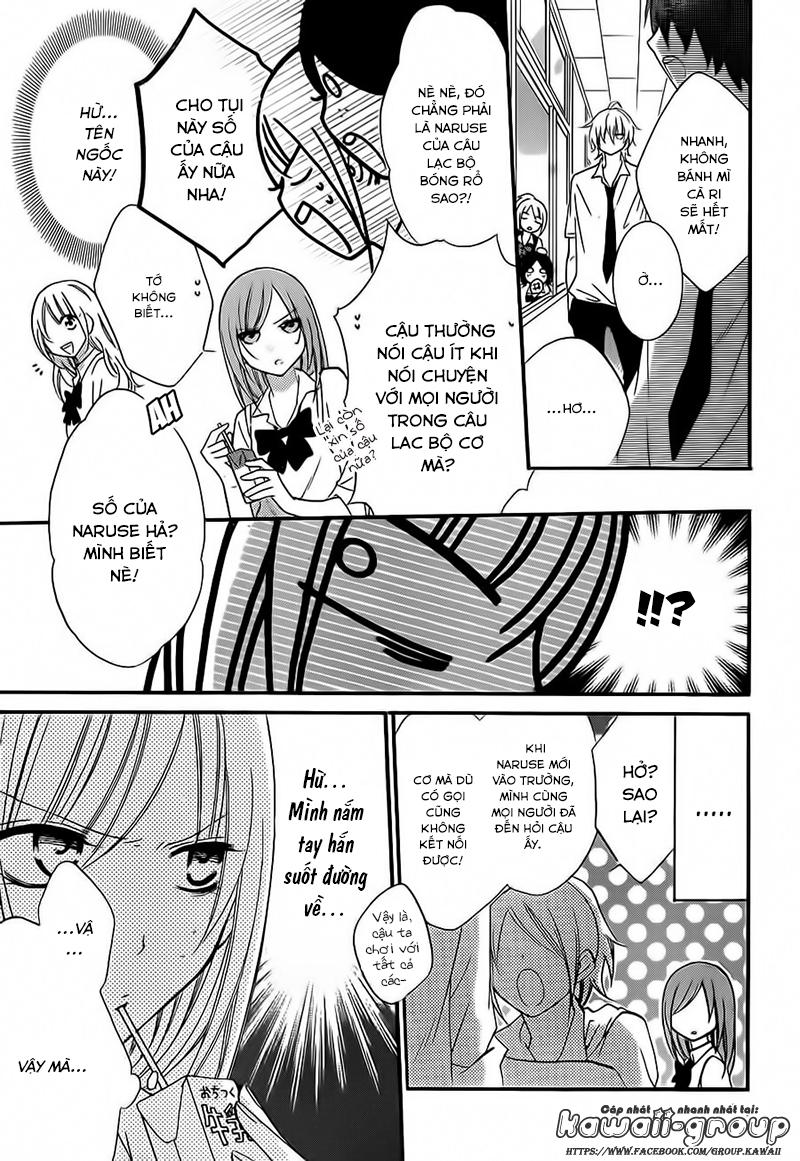 NHANH,
KHÔNG
BÁNH MÌ
CÀ RI
SẼ HẾT
MẤT!
Ờ...
...HƠ.
NÈ NÈ, ĐÓ
CHẲNG PHẢI
LÀ NARUSE
CỦA CÂU
LẠC BỘ
BÓNG RỔ
SAO?!
CHO TỤI
NÀY SỐ
CỦA CẬU
ẤY NỮA
NHA!
HỪ...
TÊN
NGỐC
NÀY!
TỚ
KHÔNG
BIẾT...
CẬU THƯỜNG
NÓI CẬU ÍT KHI
NÓI CHUYỆN
VỚI MỌI NGƯỜI
TRONG CÂU
LẠC BỘ CƠ
MÀ?
Lại còn
xin số
của cậu
nữa?
AH
SỐ CỦA
NARUSE HẢ?
MÌNH BIẾT
NÈ!
!!?
.....
HỞ?
SAO
LẠI?
KHI
NARUSE MỚI
VÀO TRƯỜNG,
MÌNH CÙNG
MỌI NGƯỜI ĐÃ
ĐẾN HỎI CẬU
ẤY.
CƠ MÀ DÙ
CÓ GỌI
CŨNG
KHÔNG
KẾT NỐI
ĐƯỢC!
Vậy là,
cậu ta
chơi với
tất cả
các-
Hừ...
Mình nắm
tay hắn
suốt đường
về...
...VẬ
...
VẬY MÀ...
おちつく
Cập nhật nhanh nhất tại:
kawaii-group
HTTPS://WWW.FACEBOOK.COM/GROUP.KAWAII